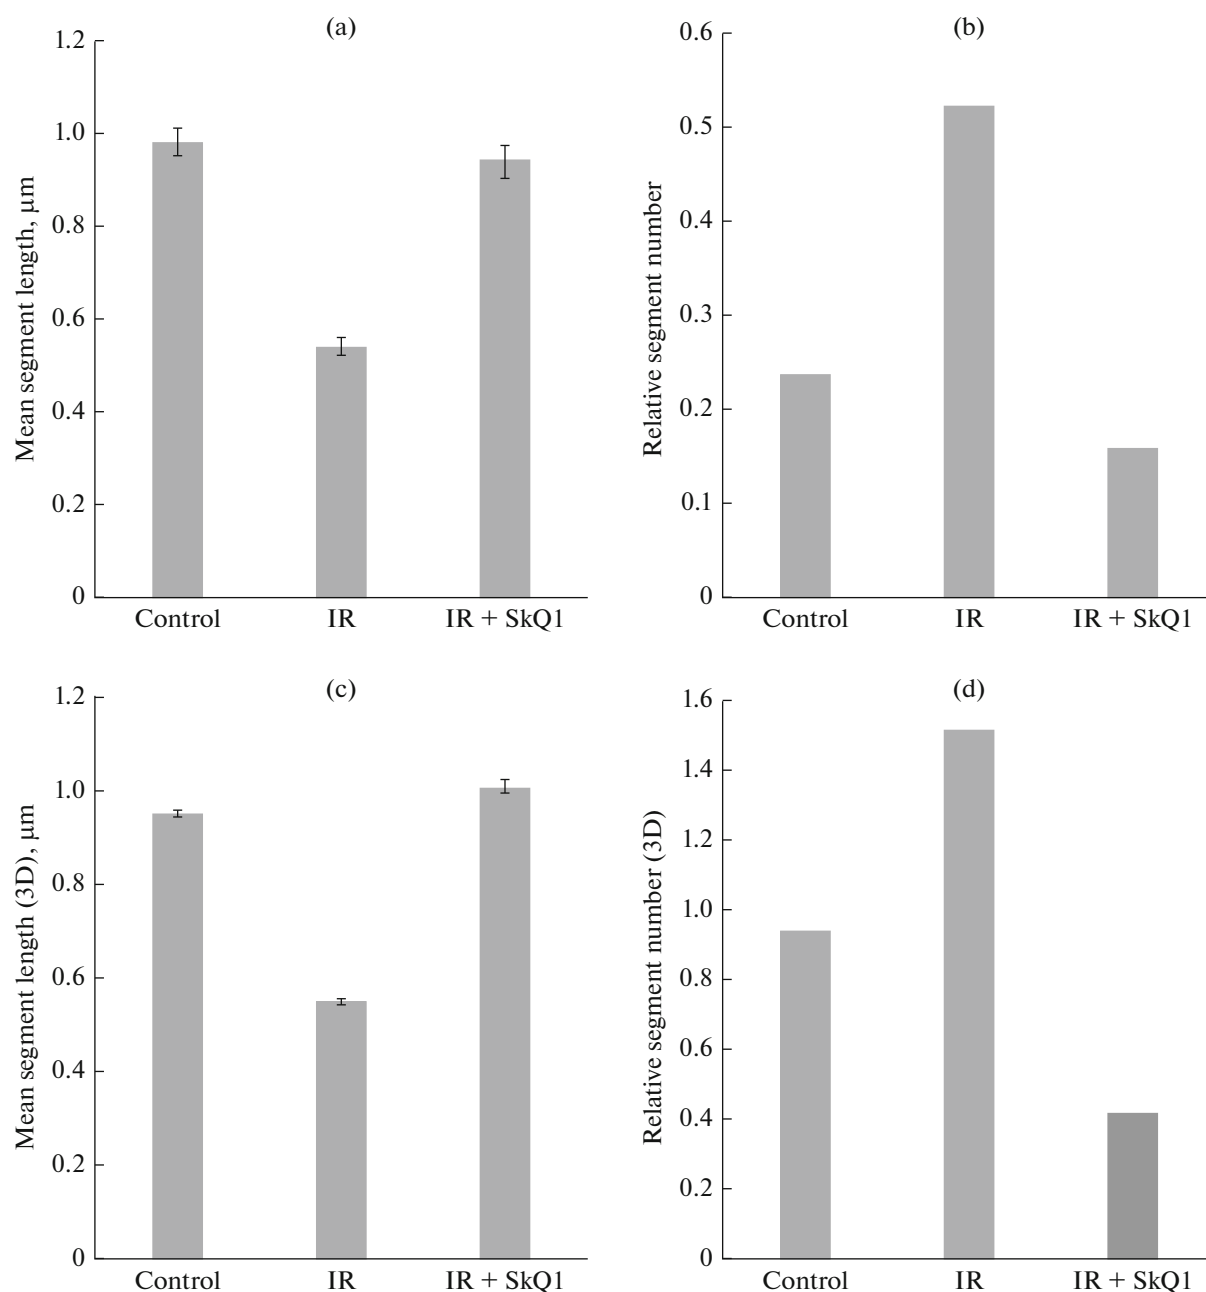 (a)
1.2
1.0
0.8
0.6
0.4
0.2
0
Mean segment length, μm
Control IR IR + SkQ1
(b)
0.6
0.5
0.4
0.3
0.2
0.1
0
Relative segment number
Control IR IR + SkQ1
(c)
1.2
1.0
0.8
0.6
0.4
0.2
0
Mean segment length (3D), μm
Control IR IR + SkQ1
(d)
1.6
1.4
1.2
1.0
0.8
0.6
0.4
0.2
0
Relative segment number (3D)
Control IR IR + SkQ1